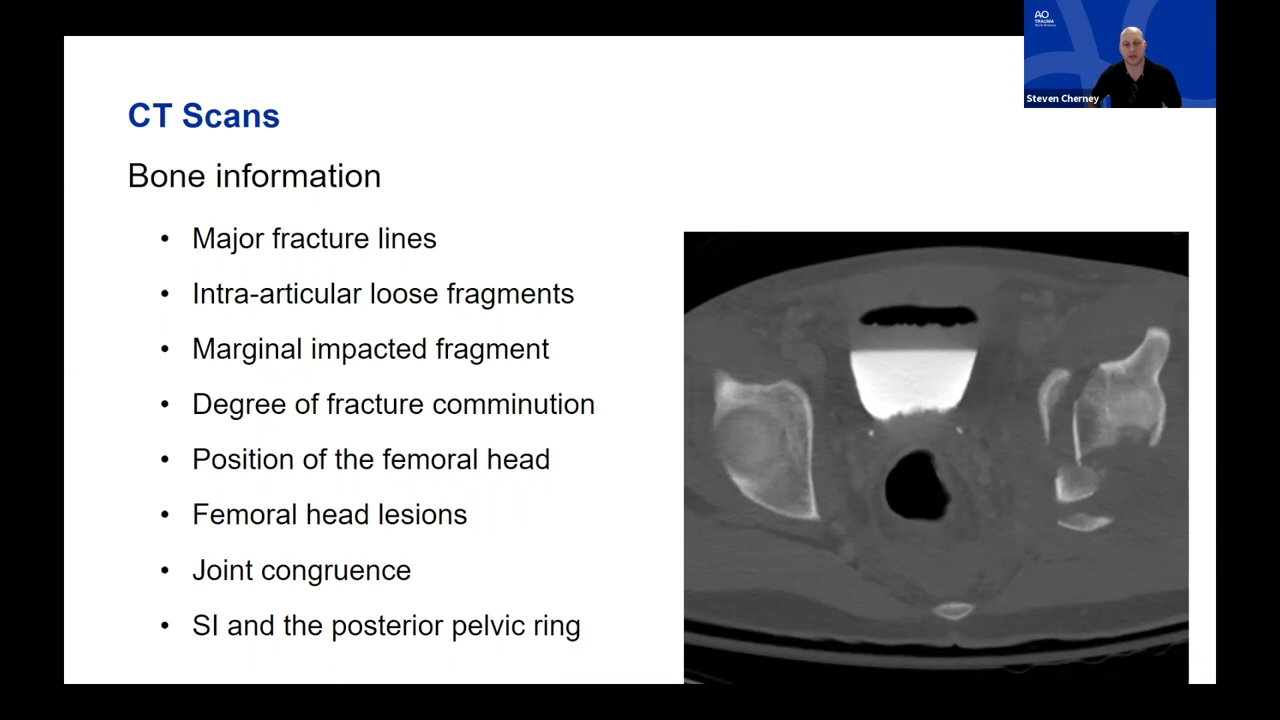 AO
TRAUMA
North America
Steven Cherney
CT Scans
Bone information
• Major fracture lines
• Intra-articular loose fragments
• Marginal impacted fragment
• Degree of fracture comminution
• Position of the femoral head
• Femoral head lesions
• Joint congruence
• SI and the posterior pelvic ring